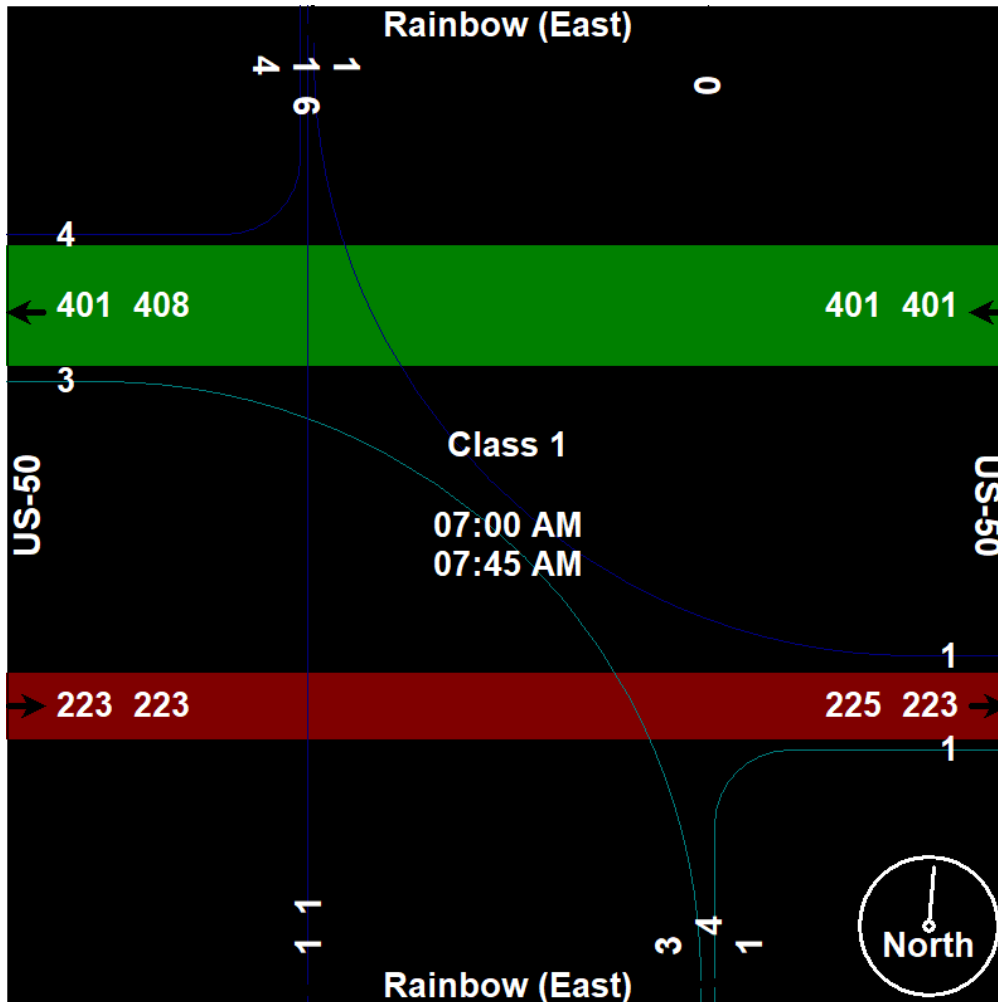 Rainbow (East)
4 1 1
6
0
4
401 408
401 401
3
Class 1
US-50
US-50
07:00 AM
07:45 AM
1
223 223
225 223
1
1
1
3
4
1
North
Rainbow (East)